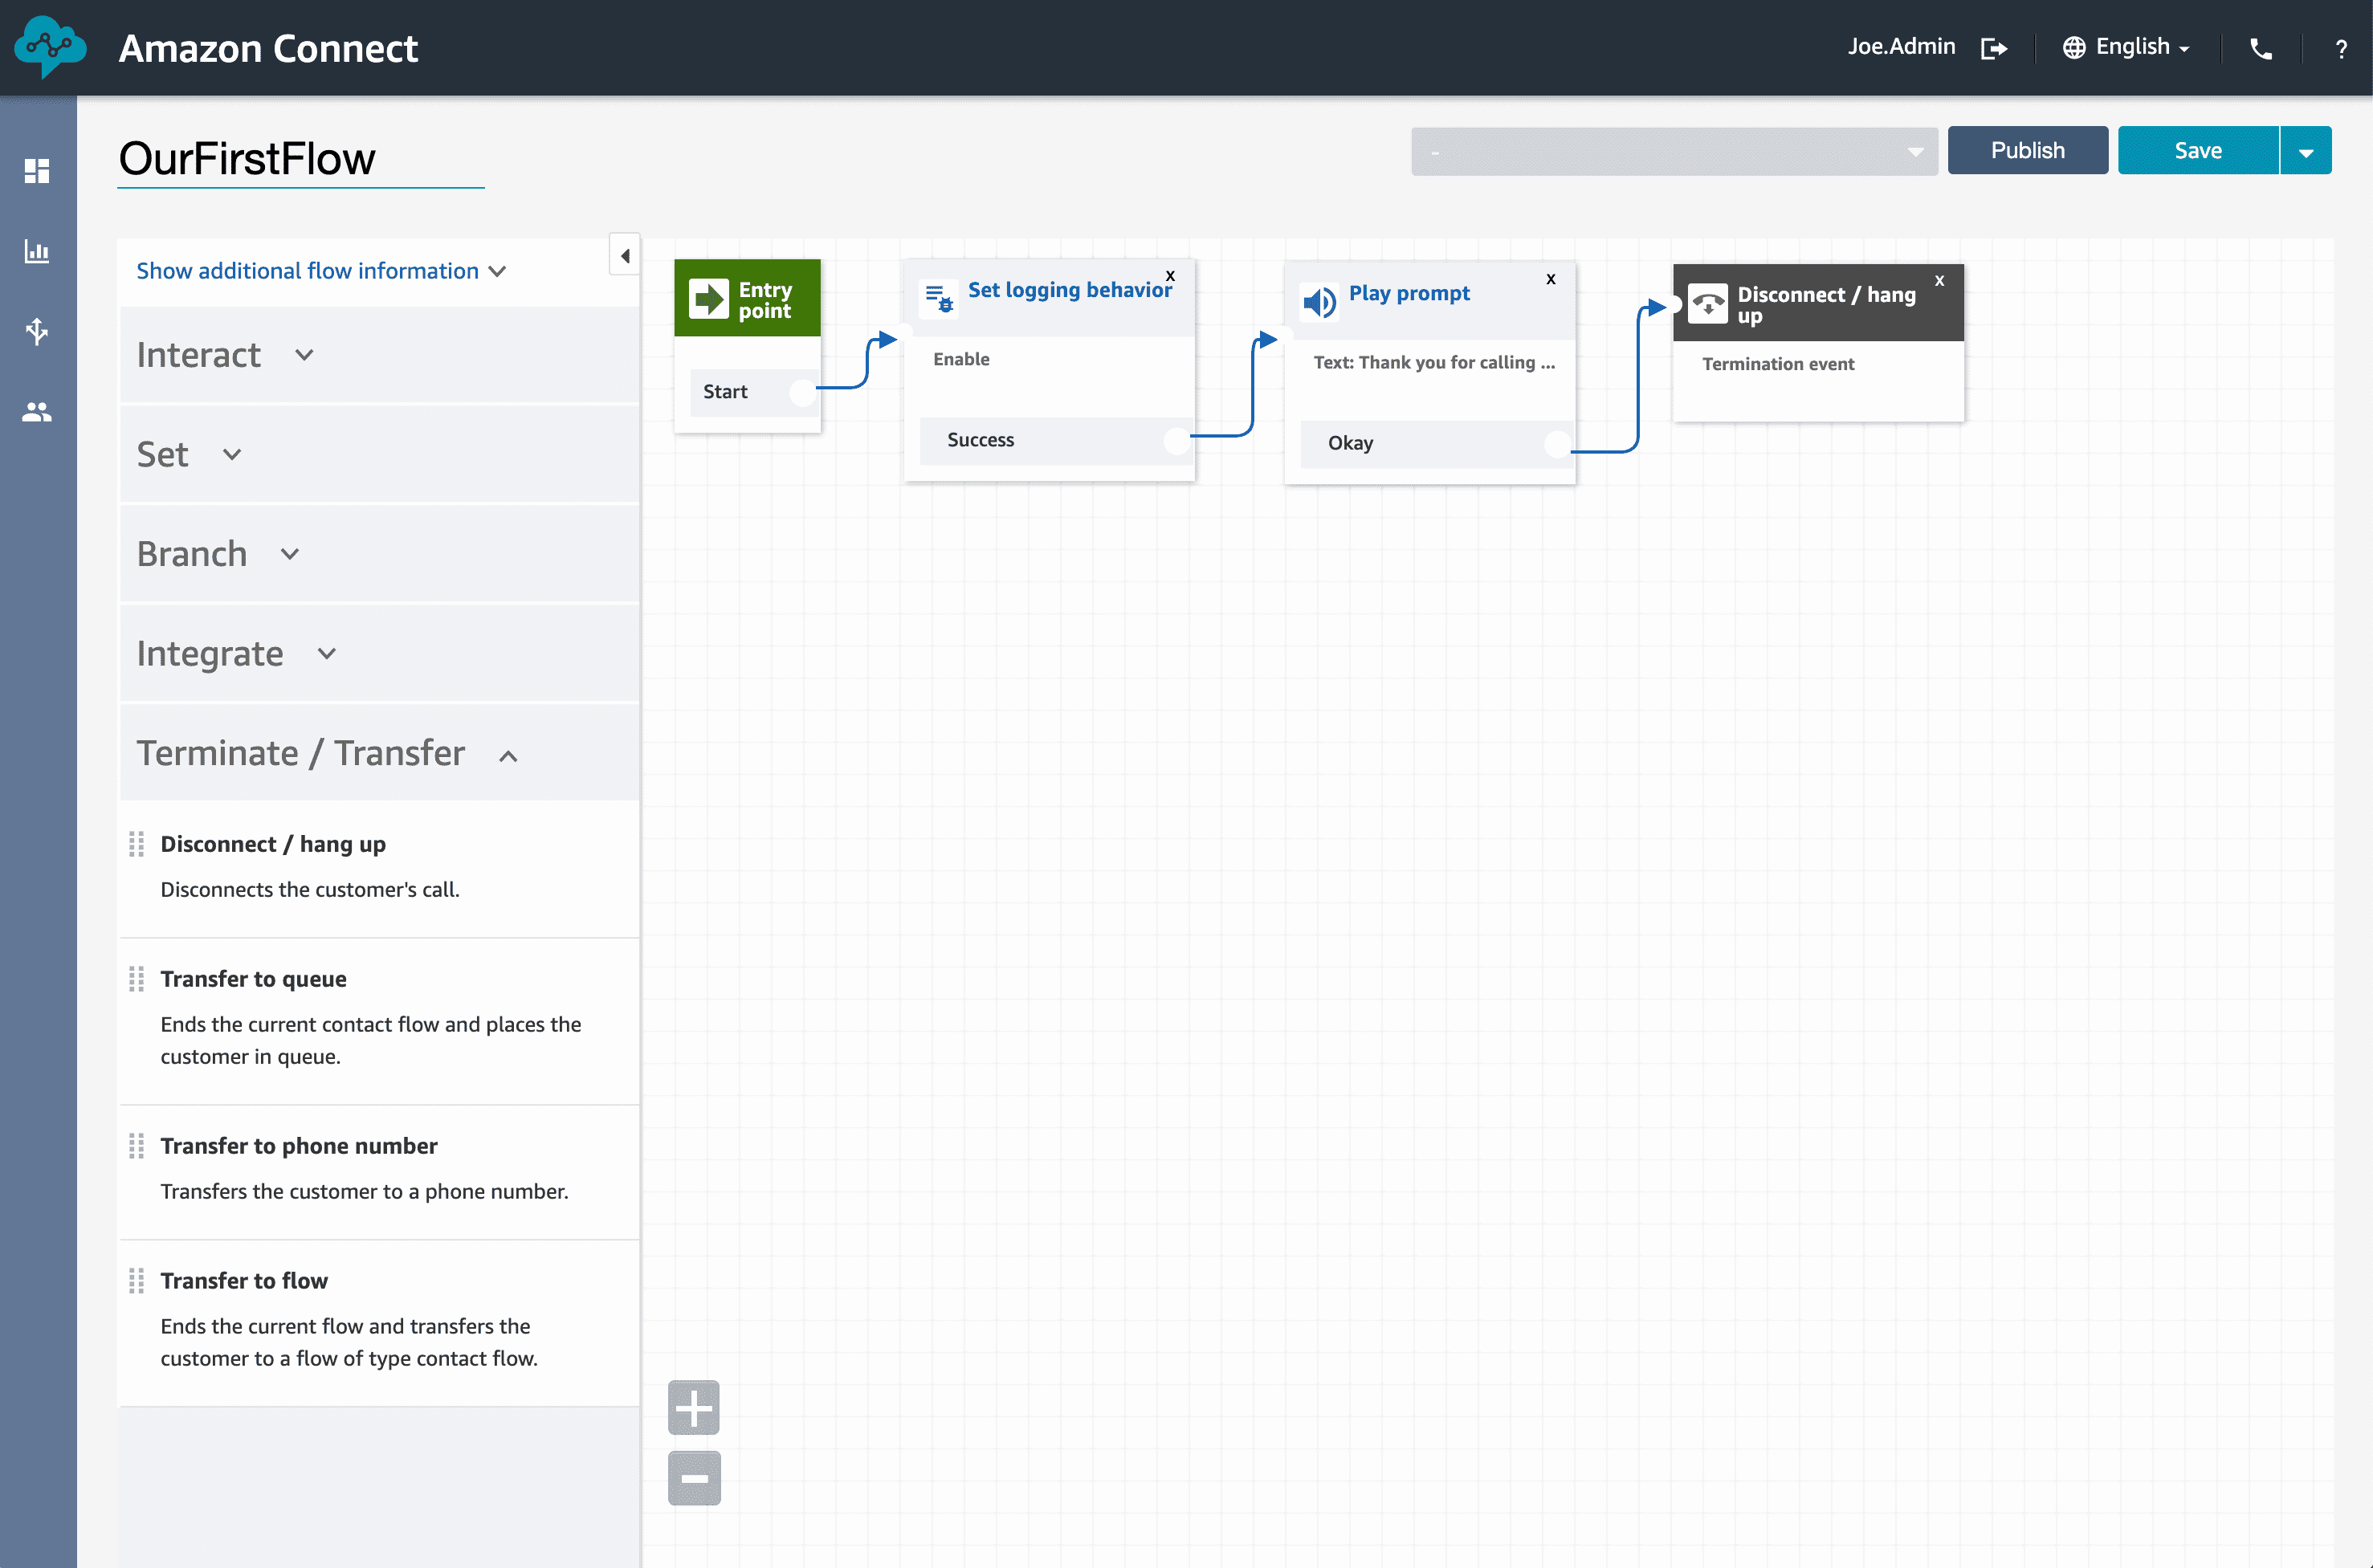 Amazon Connect
Joe.Admin
English
?
OurFirstFlow
-
Publish
Save
Show additional flow information
Interact
Set
Branch
Integrate
Terminate / Transfer
Disconnect / hang up
Disconnects the customer's call.
Transfer to queue
Ends the current contact flow and places the
customer in queue.
Transfer to phone number
Transfers the customer to a phone number.
Transfer to flow
Ends the current flow and transfers the
customer to a flow of type contact flow.
Entry
point
Start
Set logging behavior
x
Enable
Success
Play prompt
x
Text: Thank you for calling ...
Okay
Disconnect / hang
up
x
Termination event